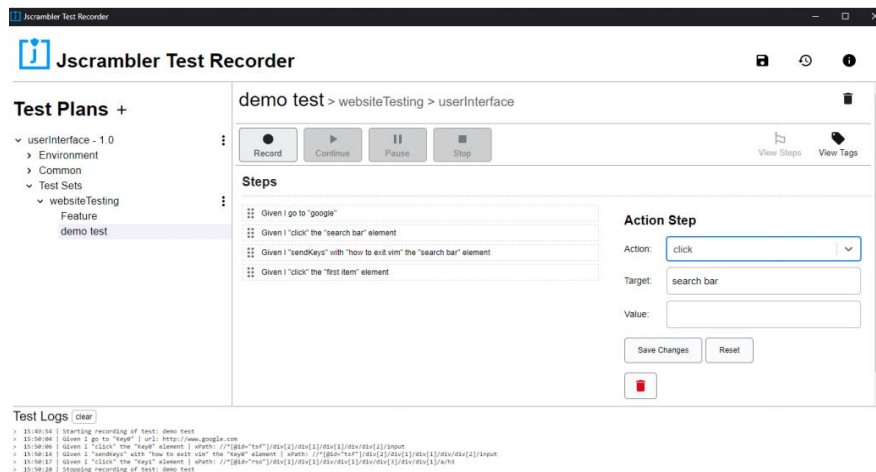 Jscrambler Test Recorder
Jscrambler Test Recorder
Test Plans +
userInterface - 1.0
Environment
Common
Test Sets
websiteTesting
Feature
demo test
demo test > websiteTesting > userInterface
Record
Continue
Pause
Stop
View Steps
View Tags
Steps
Given I go to "google"
Given I "click" the "search bar" element
Given I "sendKeys" with "how to exit vim" the "search bar" element
Given I "click" the "first item" element
Action Step
Action: click
Target: search bar
Value:
Save Changes
Reset
Test Logs clear
> 15:49:54 | Starting recording of test: demo test
> 15:50:04 | Given I go to "Key0" | url: http://www.google.com
> 15:50:06 | Given I "click" the "Key0" element | xPath: //*[@id="tsf"]/div[2]/div[1]/div[1]/div/div[2]/input
> 15:50:14 | Given I "sendKeys" with "how to exit vim" the "Key0" element | xPath: //*[@id="tsf"]/div[2]/div[1]/div[1]/div/div[2]/input
> 15:50:17 | Given I "click" the "Key1" element | xPath: //*[@id="rso"]/div[1]/div[1]/div[1]/div[1]/div/div[1]/div/div[1]/a/h3
> 15:50:20 | Stopping recording of test: demo test